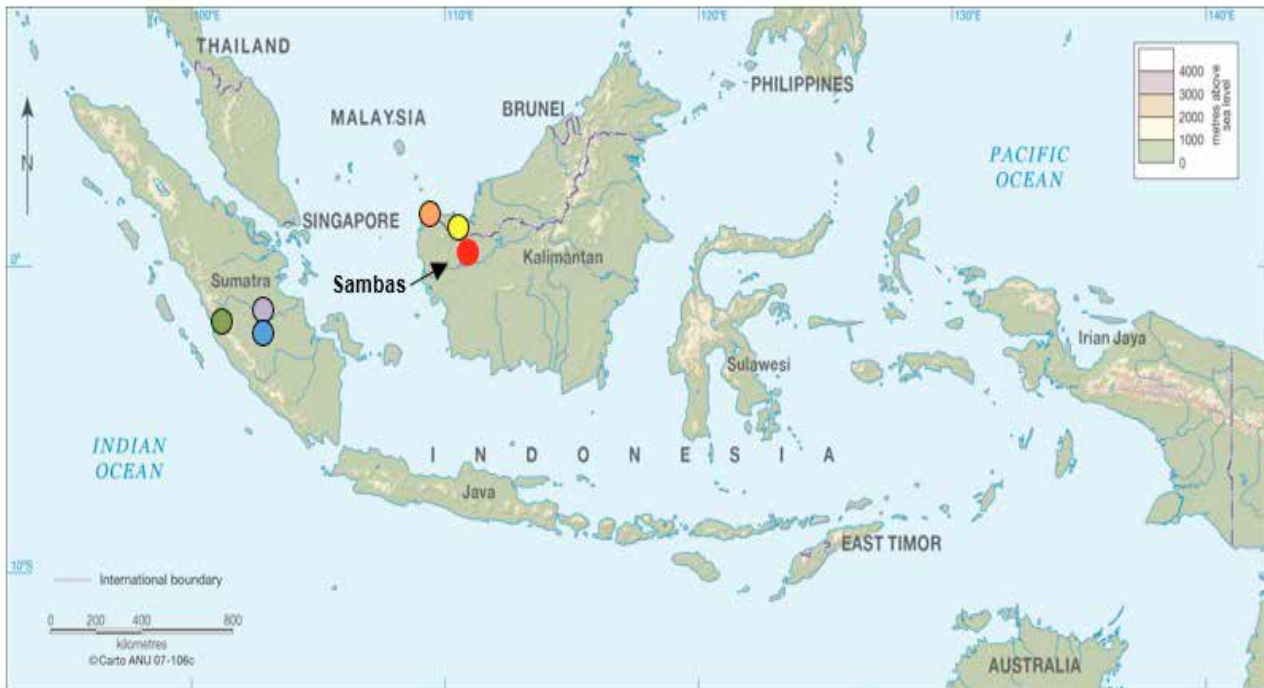 100°E
110°E
120°E
130°E
140°E
THAILAND
PHILIPPINES
MALAYSIA
BRUNEI
4000
3000
2000
1000
0
metres above
sea level
N
PACIFIC
OCEAN
SINGAPORE
Kalimantan
0°
Sumatra
Sambas
Irian Jaya
Sulawesi
INDIAN
OCEAN
INDONESIA
Java
EAST TIMOR
10°S
International boundary
0 200 400 800
kilometres
©Carto ANU 07-106c
AUSTRALIA